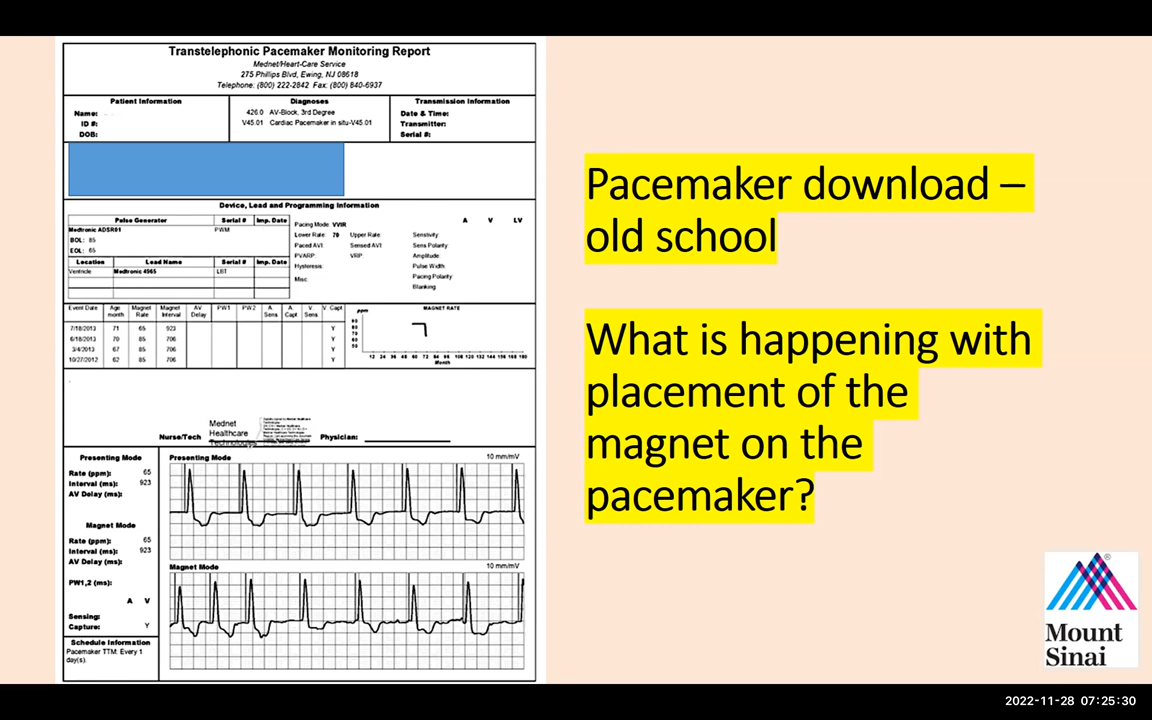 Transtelephonic Pacemaker Monitoring Report
Mednet/Heart-Care Service
275 Phillips Blvd, Ewing, NJ 08618
Telephone: (800) 222-2842 Fax: (800) 840-6937
Patient Information
Name:
ID #:
DOB:
Diagnoses
426.0 AV-Block, 3rd Degree
V45.01 Cardiac Pacemaker in situ-V45.01
Transmission Information
Date & Time:
Transmitter:
Serial #:
Device, Lead and Programming Information
Pulse Generator Serial # Imp. Date
Medtronic ADSR01 PWM
BOL: 85
EOL: 65
Location Lead Name Serial # Imp. Date
Ventricle Medtronic 4965 LBT
Pacing Mode: VVIR
Lower Rate: 70 Upper Rate:
Paced AVI: Sensed AVI:
PVARP: VRP:
Hysteresis:
Misc:
A V LV
Sensitivity:
Sens Polarity:
Amplitude:
Pulse Width:
Pacing Polarity:
Blanking:
Event Date Age month Magnet Rate Magnet Interval AV Delay PW1 PW2 A Sens. A Capt. V Sens. V. Capt
7/18/2013 71 65 923 Y
6/18/2013 70 85 706 Y
3/4/2013 67 85 706 Y
10/27/2012 62 85 706 Y
MAGNET RATE
ppm
90
80
70
60
50
12 24 36 48 60 72 84 96 108 120 132 144 156 168 180
Month
Nurse/Tech
Mednet
Healthcare
Technologies
Physician:
Presenting Mode
Rate (ppm): 65
Interval (ms): 923
AV Delay (ms):
Magnet Mode
Rate (ppm): 65
Interval (ms): 923
AV Delay (ms):
PW1,2 (ms):
A V
Sensing:
Capture: Y
Schedule Information
Pacemaker TTM: Every 1
day(s).
Presenting Mode 10 mm/mV
Magnet Mode 10 mm/mV
Pacemaker download –
old school
What is happening with
placement of the
magnet on the
pacemaker?
Mount
Sinai
2022-11-28 07:25:30